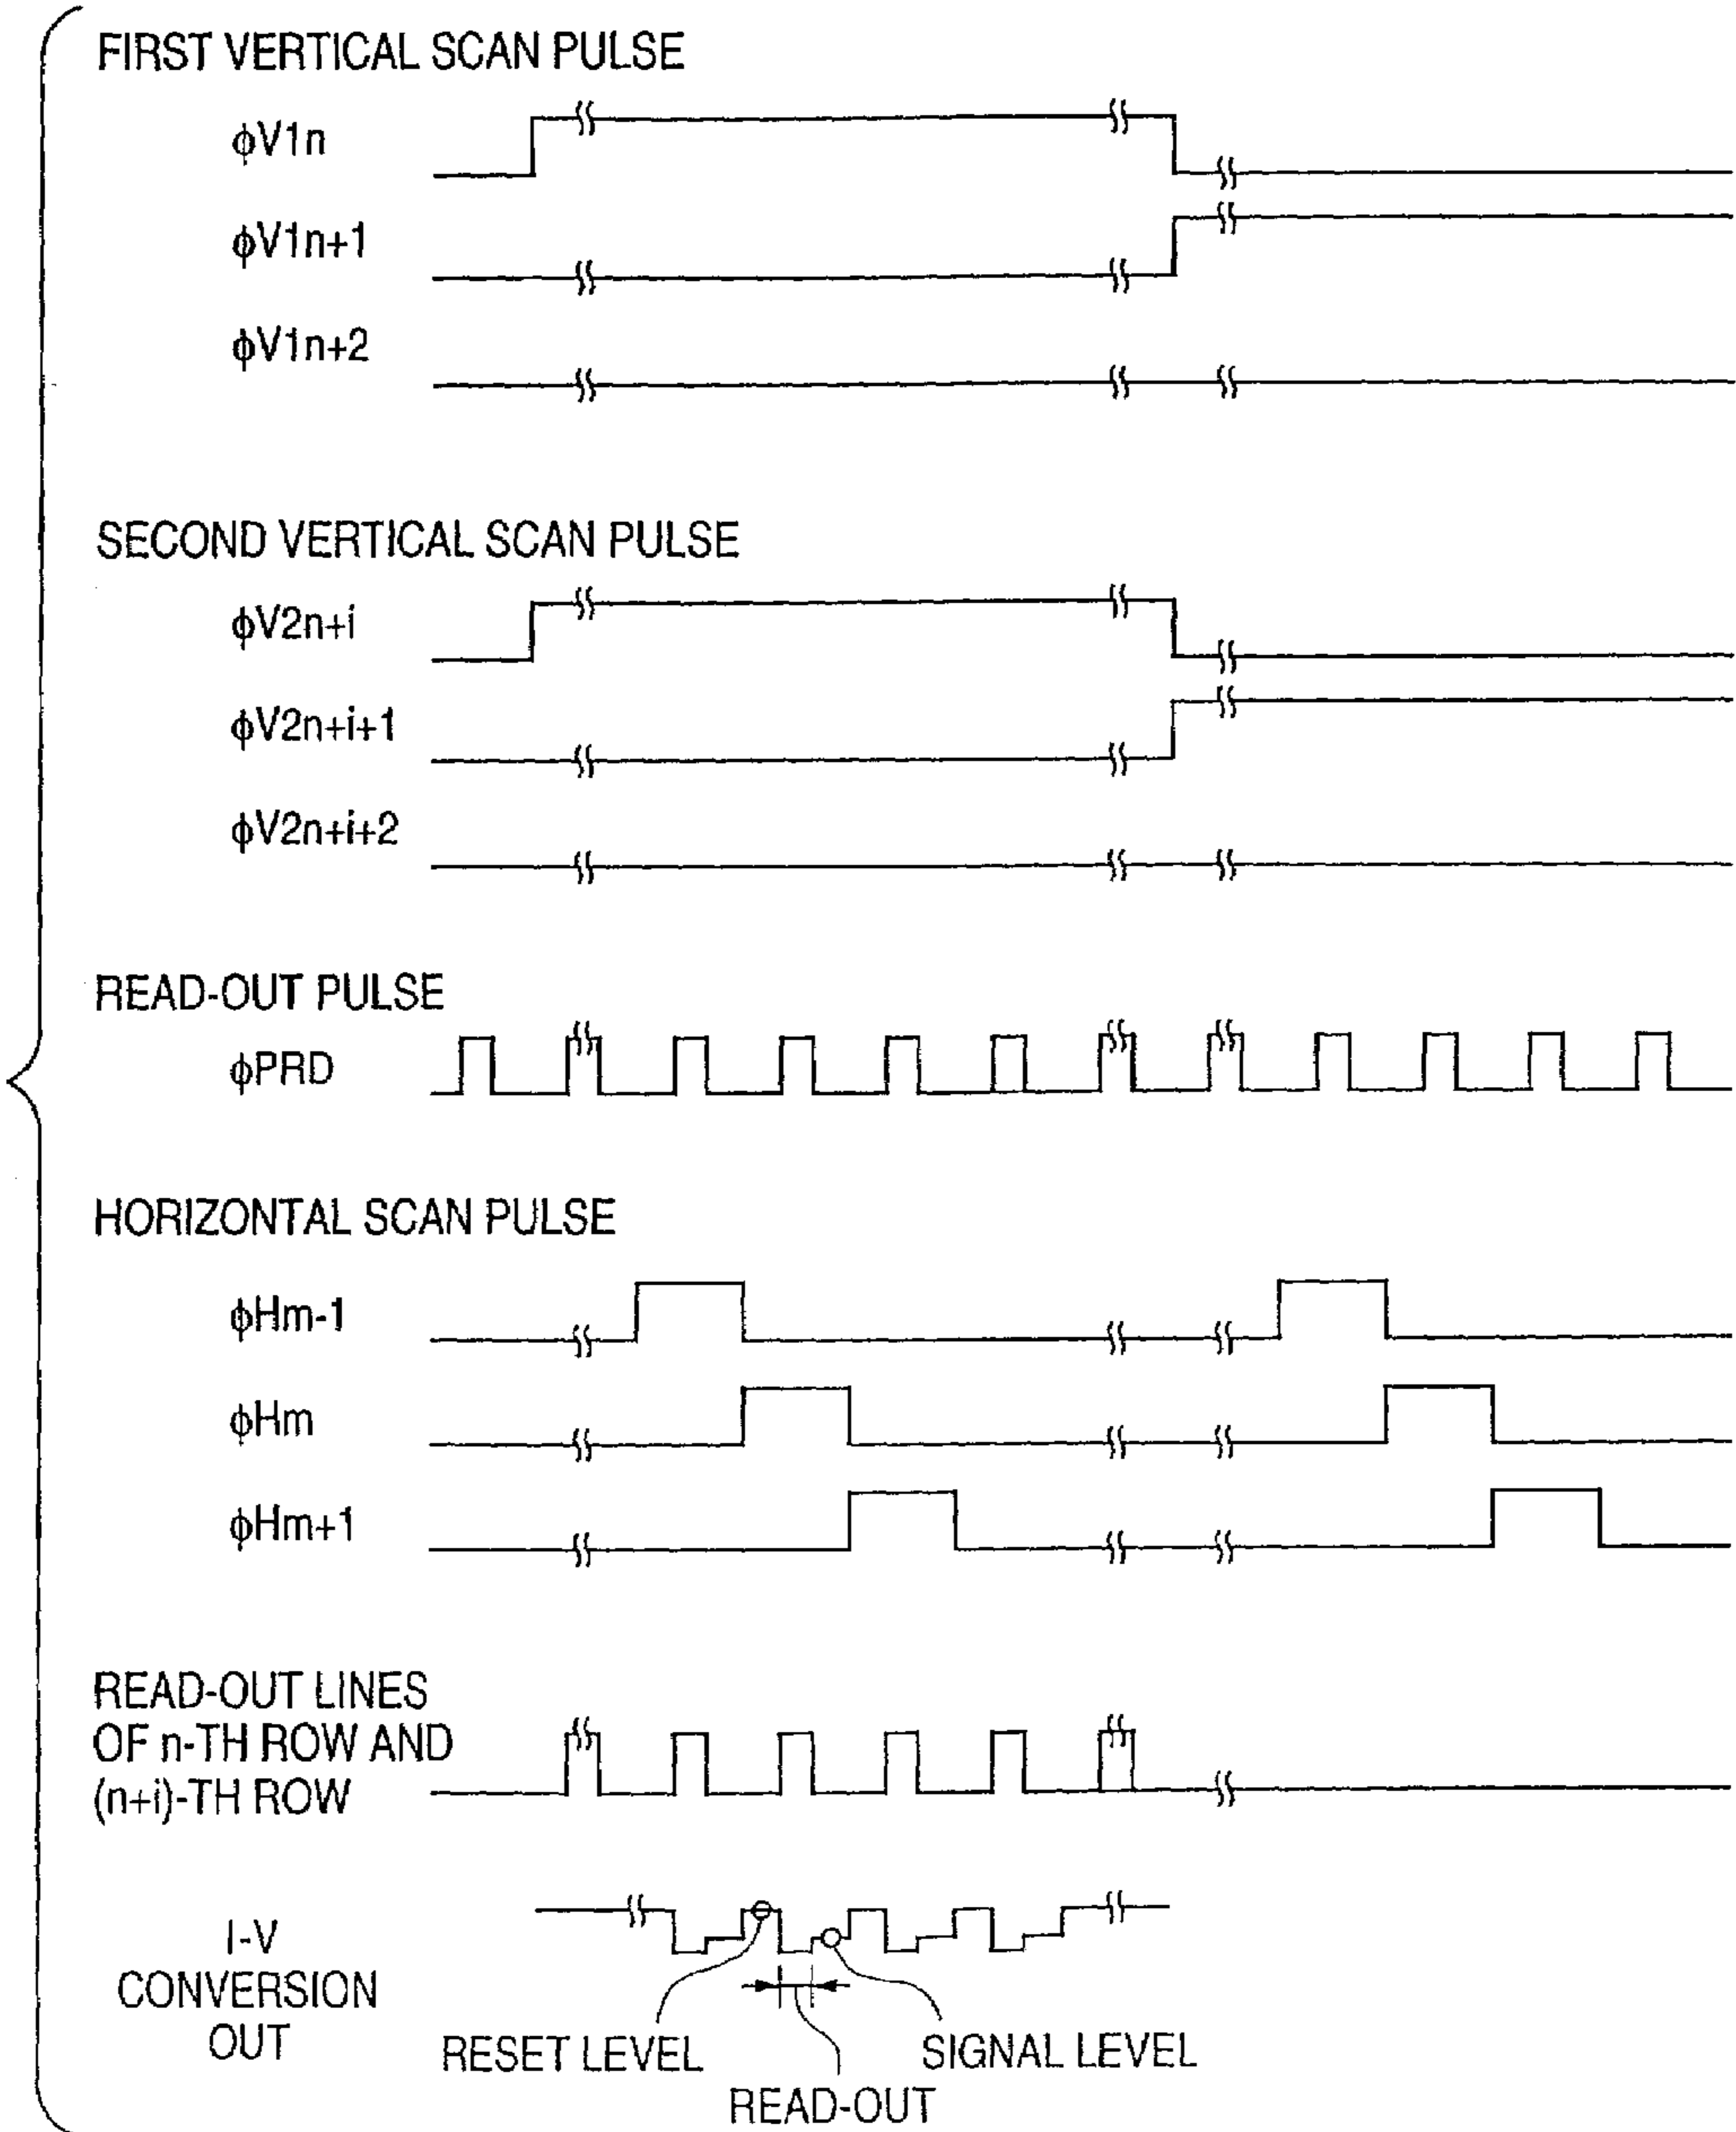 FIRST VERTICAL SCAN PULSE
ϕV1n
ϕV1n+1
ϕV1n+2
SECOND VERTICAL SCAN PULSE
ϕV2n+i
ϕV2n+i+1
ϕV2n+i+2
READ-OUT PULSE
ϕPRD
HORIZONTAL SCAN PULSE
ϕHm-1
ϕHm
ϕHm+1
READ-OUT LINES
OF n-TH ROW AND
(n+i)-TH ROW
I-V
CONVERSION
OUT
RESET LEVEL
SIGNAL LEVEL
READ-OUT